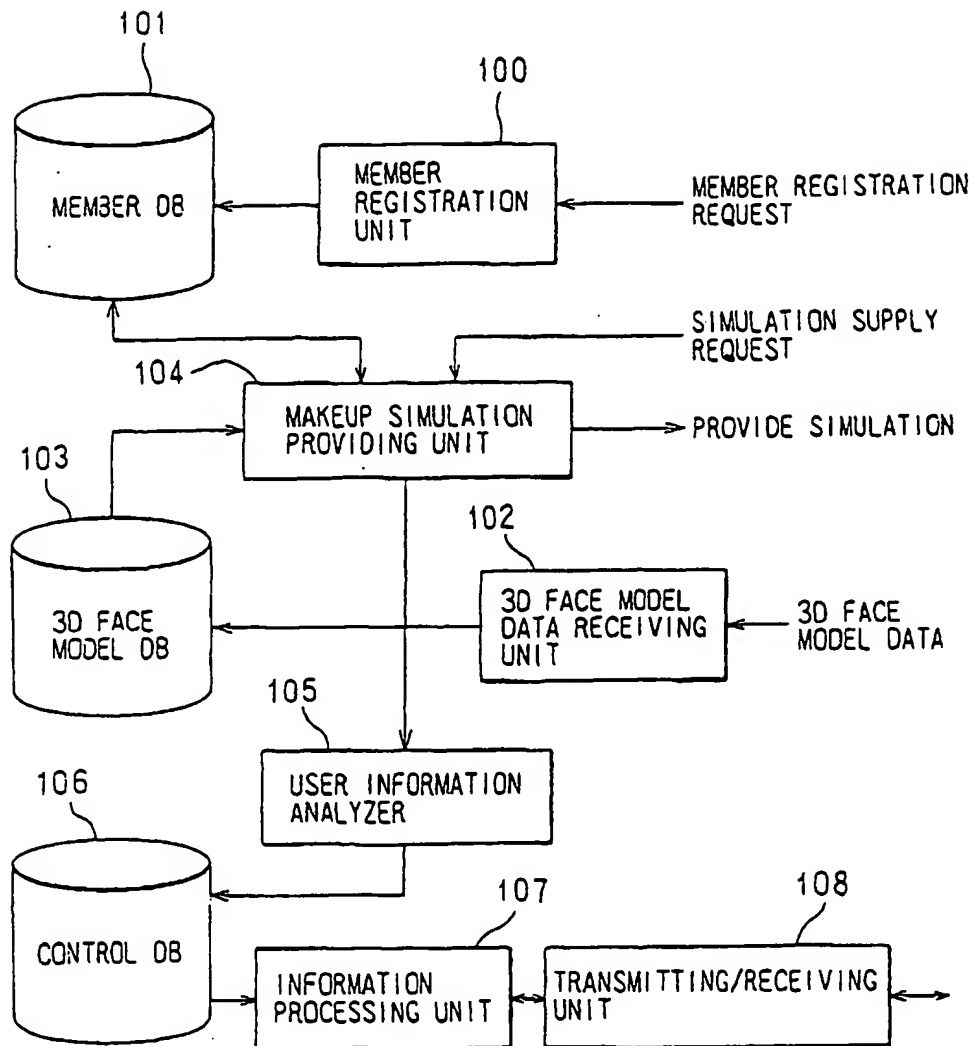 101
100
MEMBER DB
MEMBER
REGISTRATION
UNIT
MEMBER REGISTRATION
REQUEST
SIMULATION SUPPLY
REQUEST
104
MAKEUP SIMULATION
PROVIDING UNIT
PROVIDE SIMULATION
103
102
3D FACE
MODEL DB
3D FACE MODEL
DATA RECEIVING
UNIT
3D FACE
MODEL DATA
105
USER INFORMATION
ANALYZER
106
107
108
CONTROL DB
INFORMATION
PROCESSING UNIT
TRANSMITTING/RECEIVING
UNIT